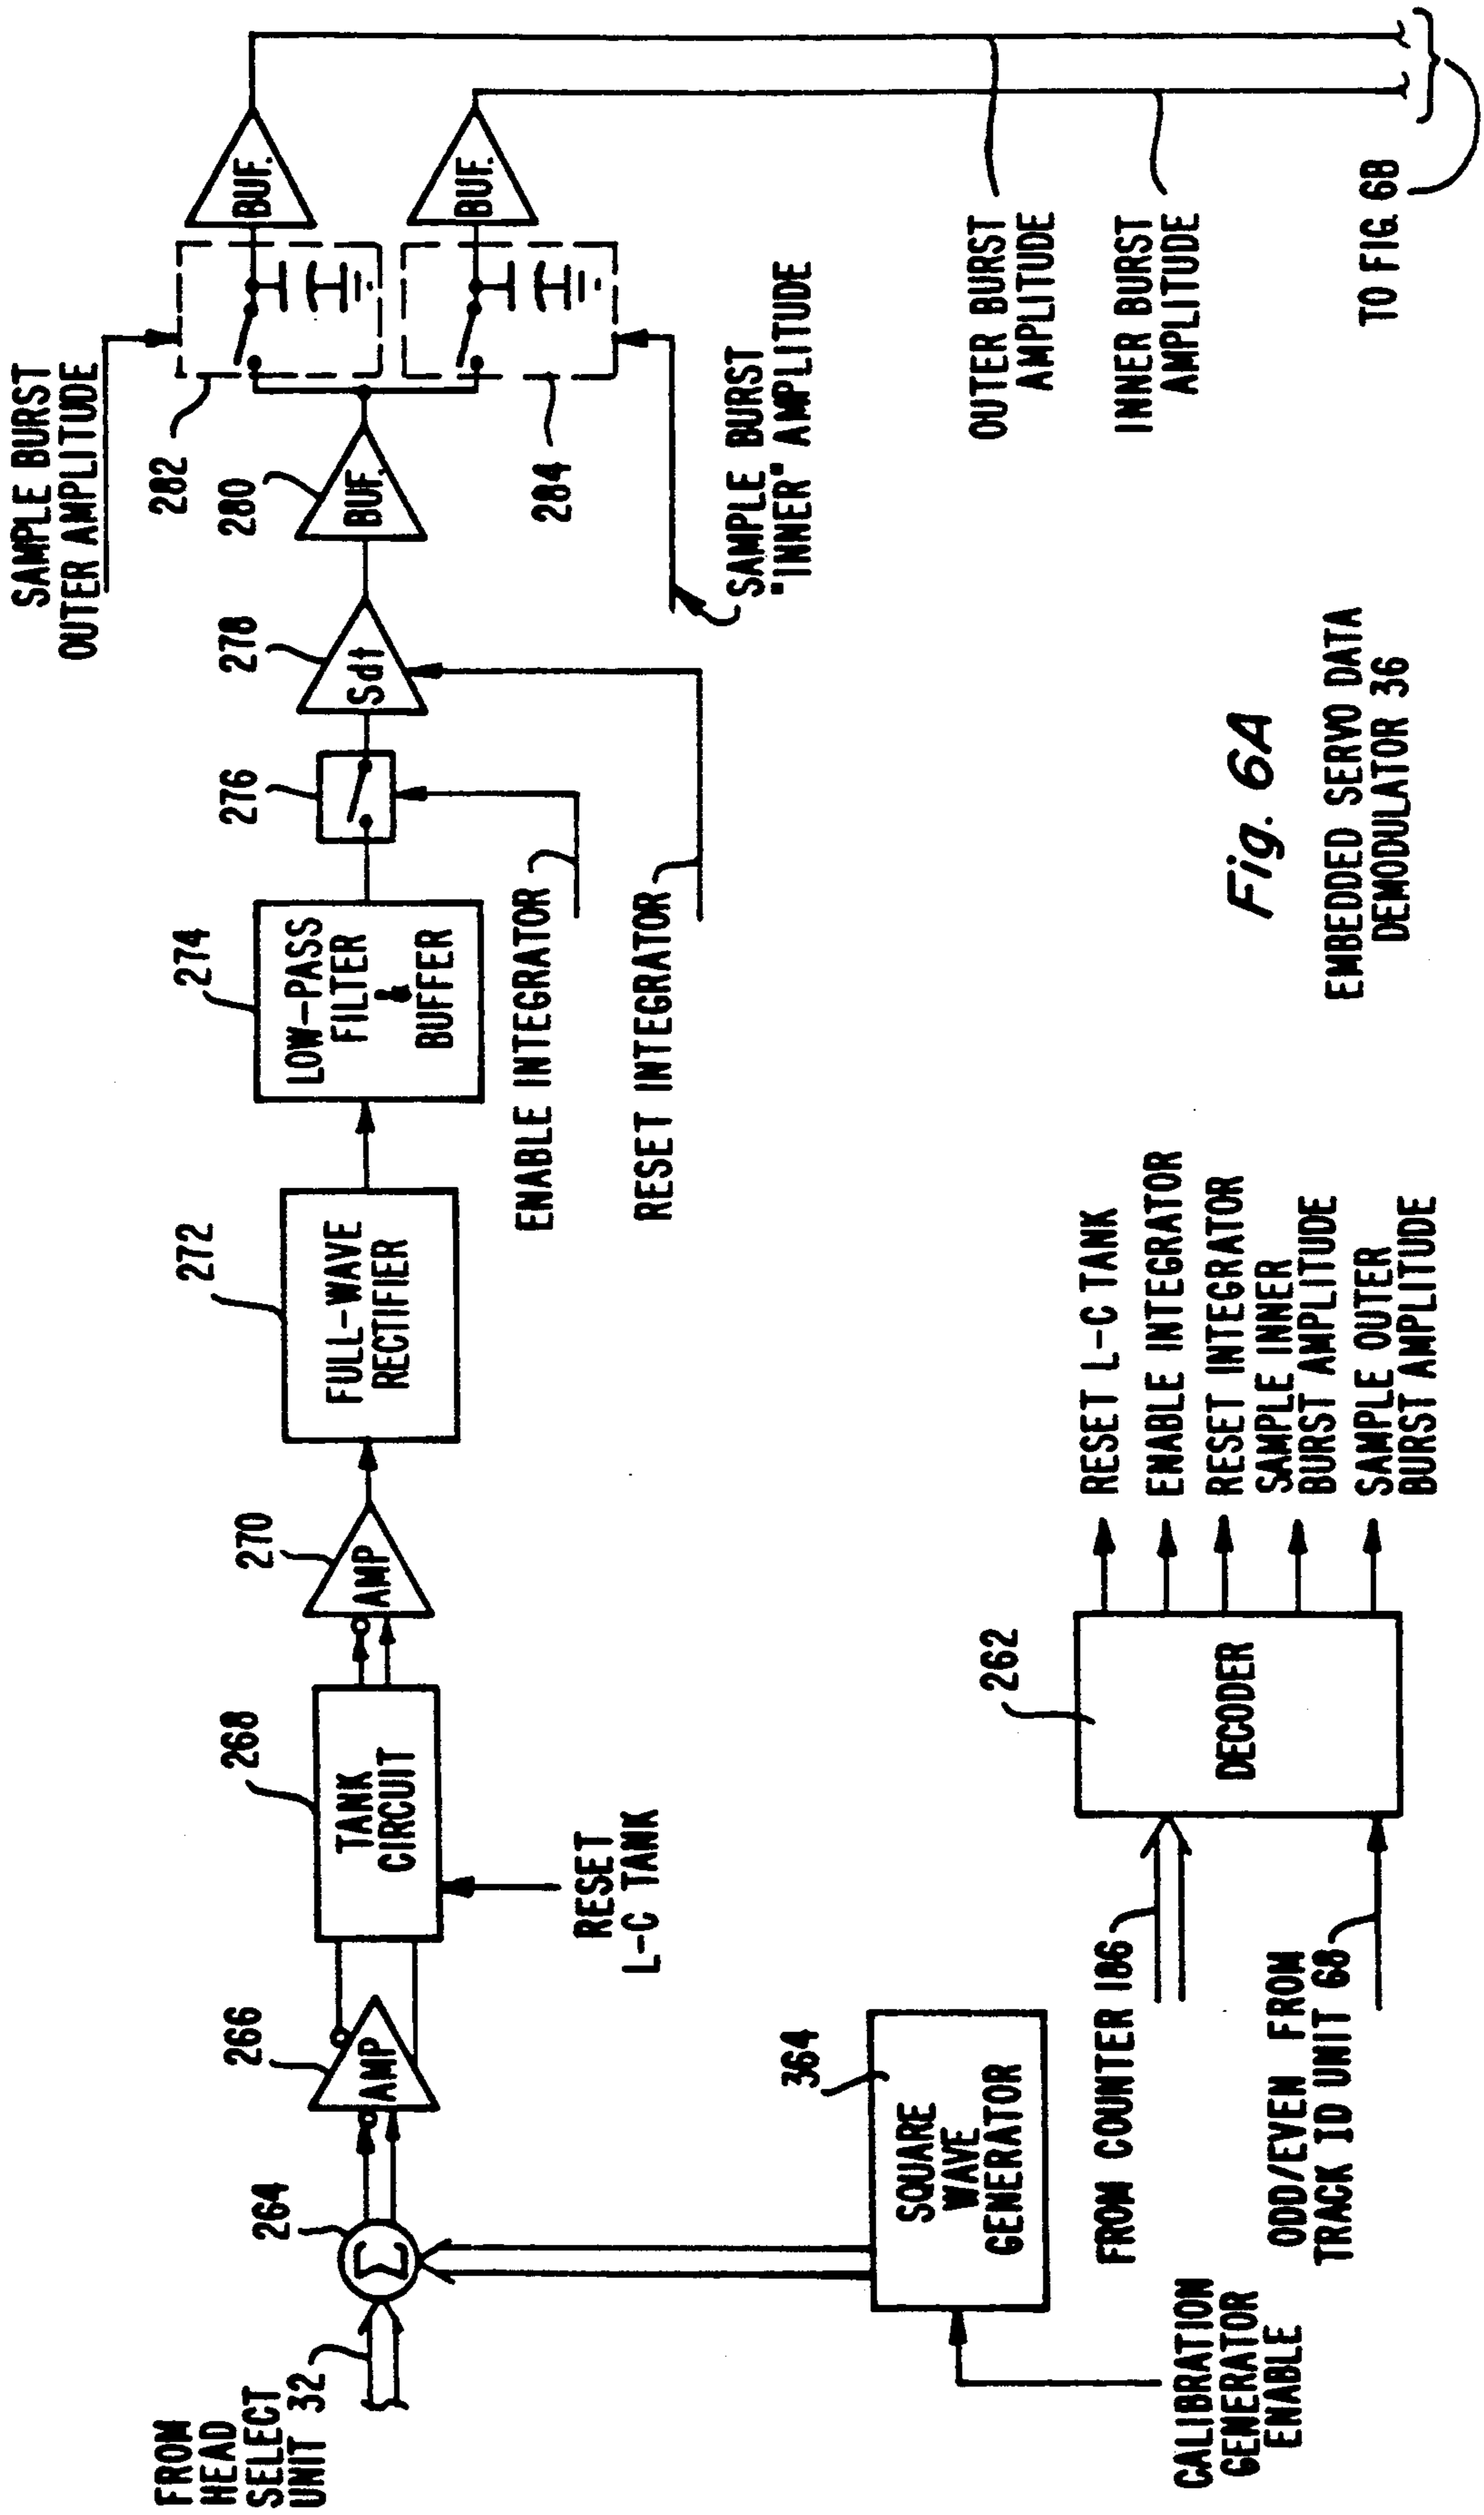 SAMPLE BURST
OUTER AMPLITUDE
282
280
BUF.
BUF.
BUF.
284
278
Sdt
276
274
LOW-PASS
FILTER
&
BUFFER
272
FULL-WAVE
RECTIFIER
270
AMP
268
TANK
CIRCUIT
266
AMP
264
Σ
FROM
HEAD
SELECT
UNIT 32
RESET
L-C TANK
ENABLE INTEGRATOR
RESET INTEGRATOR
SAMPLE BURST
"INNER" AMPLITUDE
OUTER BURST
AMPLITUDE
INNER BURST
AMPLITUDE
TO FIG. 6B
364
SQUARE
WAVE
GENERATOR
CALIBRATION
GENERATOR
ENABLE
262
DECODER
FROM COUNTER 186
ODD/EVEN FROM
TRACK ID UNIT 68
RESET L-C TANK
ENABLE INTEGRATOR
RESET INTEGRATOR
SAMPLE INNER
BURST AMPLITUDE
SAMPLE OUTER
BURST AMPLITUDE
Fig. 6A
EMBEDDED SERVO DATA
DEMODULATOR 36